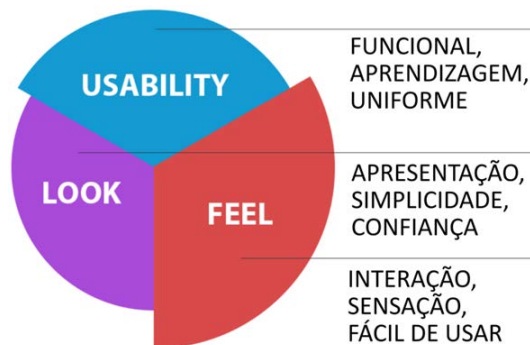 USABILITY
FUNCIONAL,
APRENDIZAGEM,
UNIFORME
LOOK
APRESENTAÇÃO,
SIMPLICIDADE,
CONFIANÇA
FEEL
INTERAÇÃO,
SENSAÇÃO,
FÁCIL DE USAR